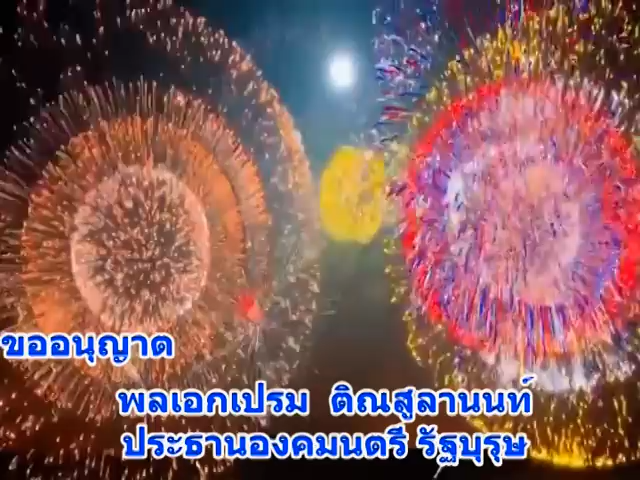 ขออนุญาต
พลเอกเปรม ติณสูลานนท์
ประธานองคมนตรี รัฐบุรุษ